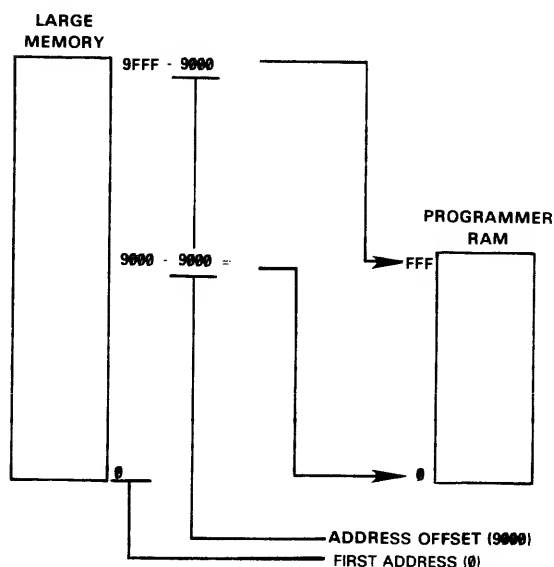 LARGE
MEMORY
9FFF - 9000
PROGRAMMER
RAM
9000 - 9000 =
FFF
0
0
ADDRESS OFFSET (9000)
FIRST ADDRESS (0)